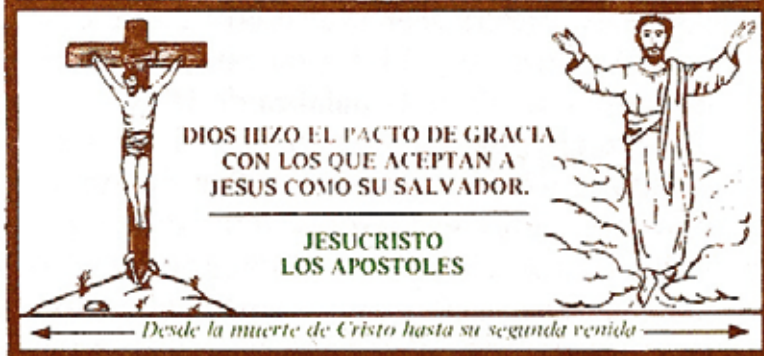 DIOS HIZO EL PACTO DE GRACIA
CON LOS QUE ACEPTAN A
JESUS COMO SU SALVADOR.
JESUCRISTO
LOS APOSTOLES
Desde la muerte de Cristo hasta su segunda venida